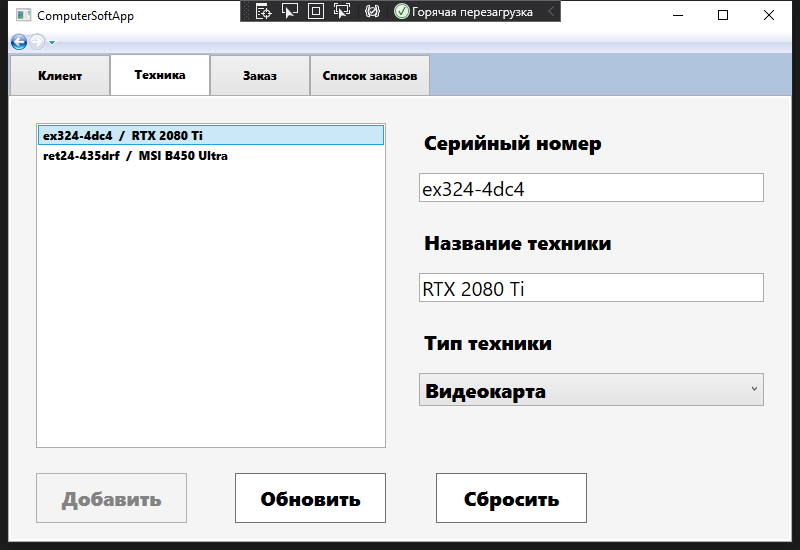 ComputerSoftApp
Горячая перезагрузка
Клиент
Техника
Заказ
Список заказов
ex324-4dc4 / RTX 2080 Ti
ret24-435drf / MSI B450 Ultra
Серийный номер
ex324-4dc4
Название техники
RTX 2080 Ti
Тип техники
Видеокарта
Добавить
Обновить
Сбросить